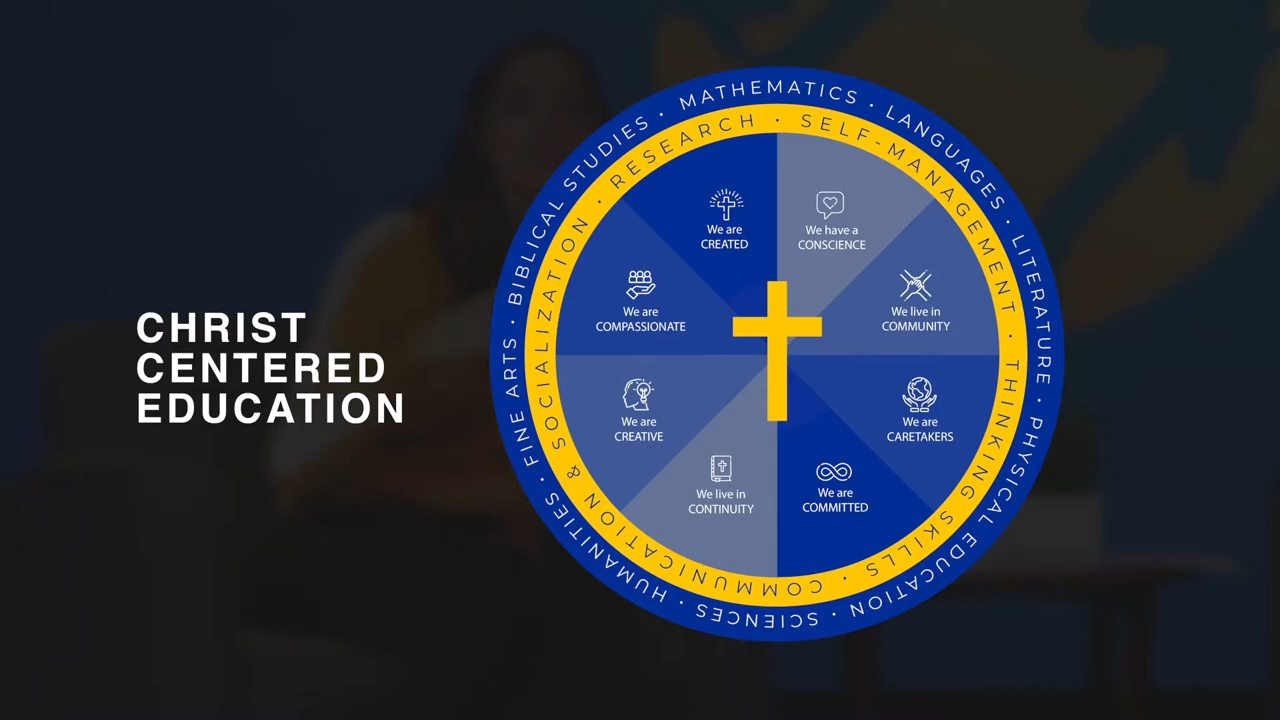 CHRIST
CENTERED
EDUCATION
MATHEMATICS · LANGUAGES · LITERATURE · PHYSICAL EDUCATION · SCIENCES · HUMANITIES · FINE ARTS · BIBLICAL STUDIES ·
RESEARCH · SELF-MANAGEMENT · THINKING SKILLS · COMMUNICATION & SOCIALIZATION ·
We are
CREATED
We have a
CONSCIENCE
We live in
COMMUNITY
We are
CARETAKERS
We are
COMMITTED
We live in
CONTINUITY
We are
CREATIVE
We are
COMPASSIONATE